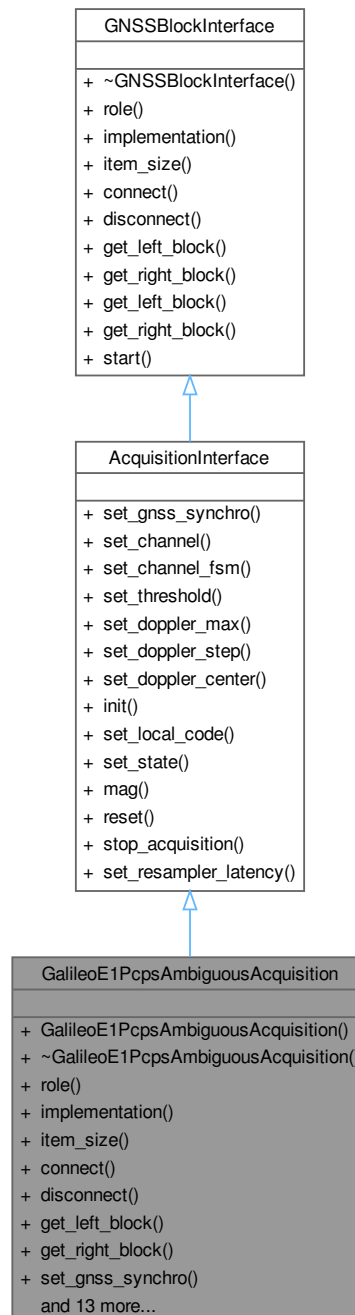 GNSSBlockInterface
+ ~GNSSBlockInterface()
+ role()
+ implementation()
+ item_size()
+ connect()
+ disconnect()
+ get_left_block()
+ get_right_block()
+ get_left_block()
+ get_right_block()
+ start()
AcquisitionInterface
+ set_gnss_synchro()
+ set_channel()
+ set_channel_fsm()
+ set_threshold()
+ set_doppler_max()
+ set_doppler_step()
+ set_doppler_center()
+ init()
+ set_local_code()
+ set_state()
+ mag()
+ reset()
+ stop_acquisition()
+ set_resampler_latency()
GalileoE1PcpsAmbiguousAcquisition
+ GalileoE1PcpsAmbiguousAcquisition()
+ ~GalileoE1PcpsAmbiguousAcquisition(
+ role()
+ implementation()
+ item_size()
+ connect()
+ disconnect()
+ get_left_block()
+ get_right_block()
+ set_gnss_synchro()
and 13 more...